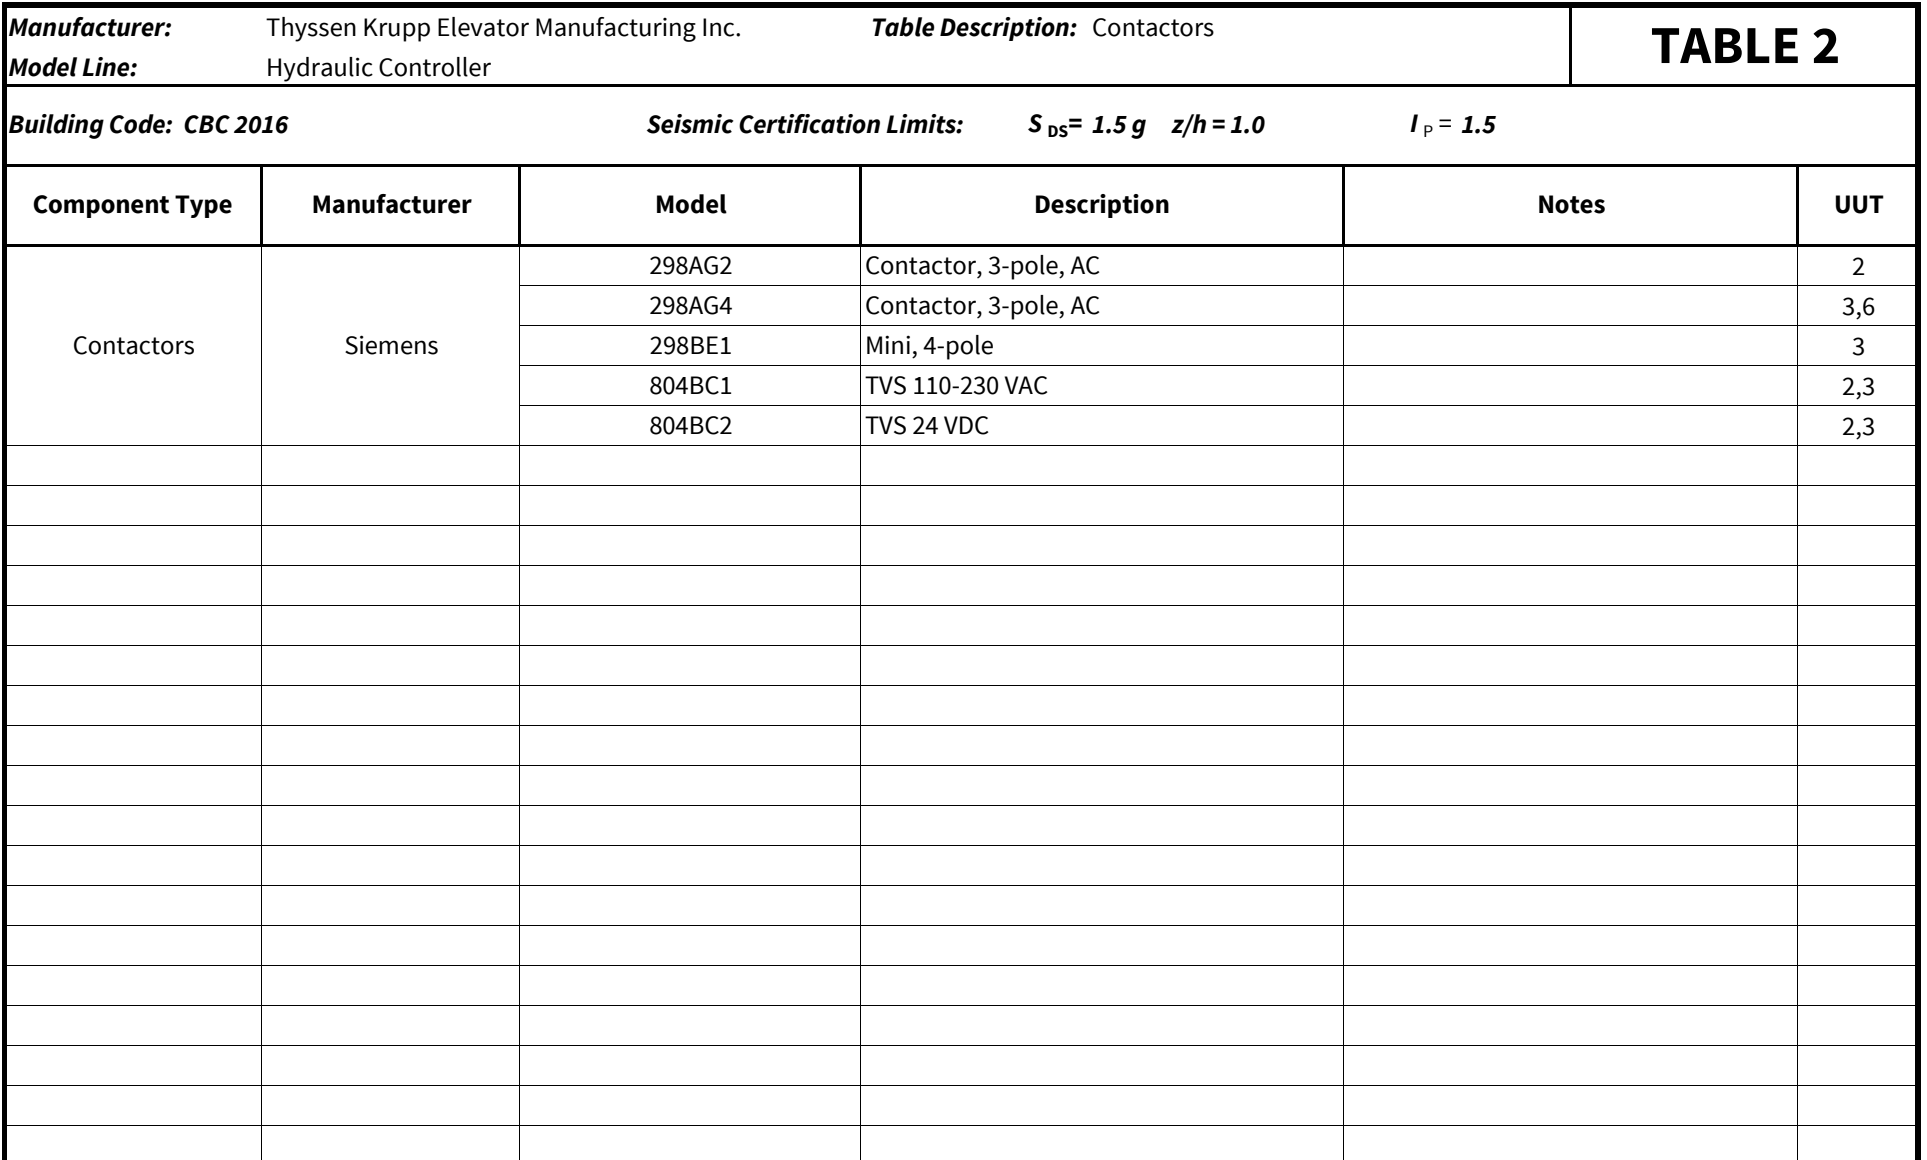 Manufacturer: Thyssen Krupp Elevator Manufacturing Inc. Table Description: Contactors TABLE 2
Model Line: Hydraulic Controller
Building Code: CBC 2016 Seismic Certification Limits: S DS= 1.5 g z/h = 1.0 I P = 1.5
Component Type Manufacturer Model Description Notes UUT
298AG2 Contactor, 3-pole, AC 2
298AG4 Contactor, 3-pole, AC 3,6
Contactors Siemens 298BE1 Mini, 4-pole 3
804BC1 TVS 110-230 VAC 2,3
804BC2 TVS 24 VDC 2,3